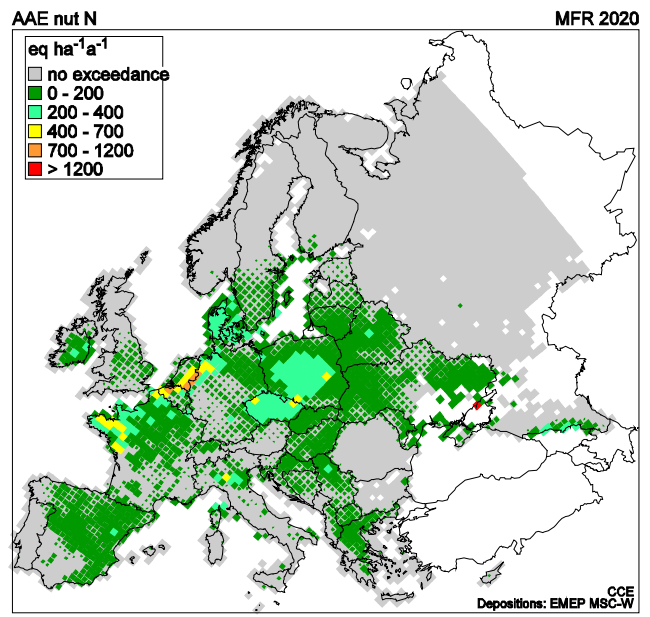 AAE nut N
MFR 2020
eq ha⁻¹a⁻¹
no exceedance
0 - 200
200 - 400
400 - 700
700 - 1200
> 1200
CCE
Depositions: EMEP MSC-W